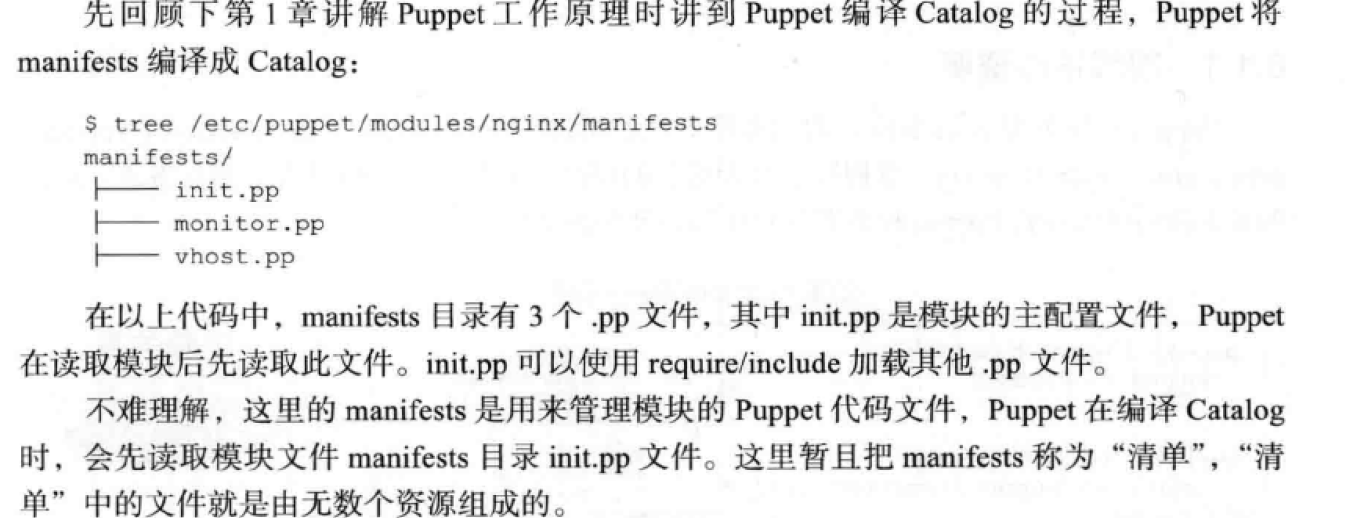 先回顾下第 1 章讲解 Puppet 工作原理时讲到 Puppet 编译 Catalog 的过程，Puppet 将
manifests 编译成 Catalog：
$ tree /etc/puppet/modules/nginx/manifests
manifests/
├── init.pp
├── monitor.pp
├── vhost.pp
在以上代码中，manifests 目录有 3 个 .pp 文件，其中 init.pp 是模块的主配置文件，Puppet
在读取模块后先读取此文件。init.pp 可以使用 require/include 加载其他 .pp 文件。
不难理解，这里的 manifests 是用来管理模块的 Puppet 代码文件，Puppet 在编译 Catalog
时，会先读取模块文件 manifests 目录 init.pp 文件。这里暂且把 manifests 称为“清单”，“清
单”中的文件就是由无数个资源组成的。